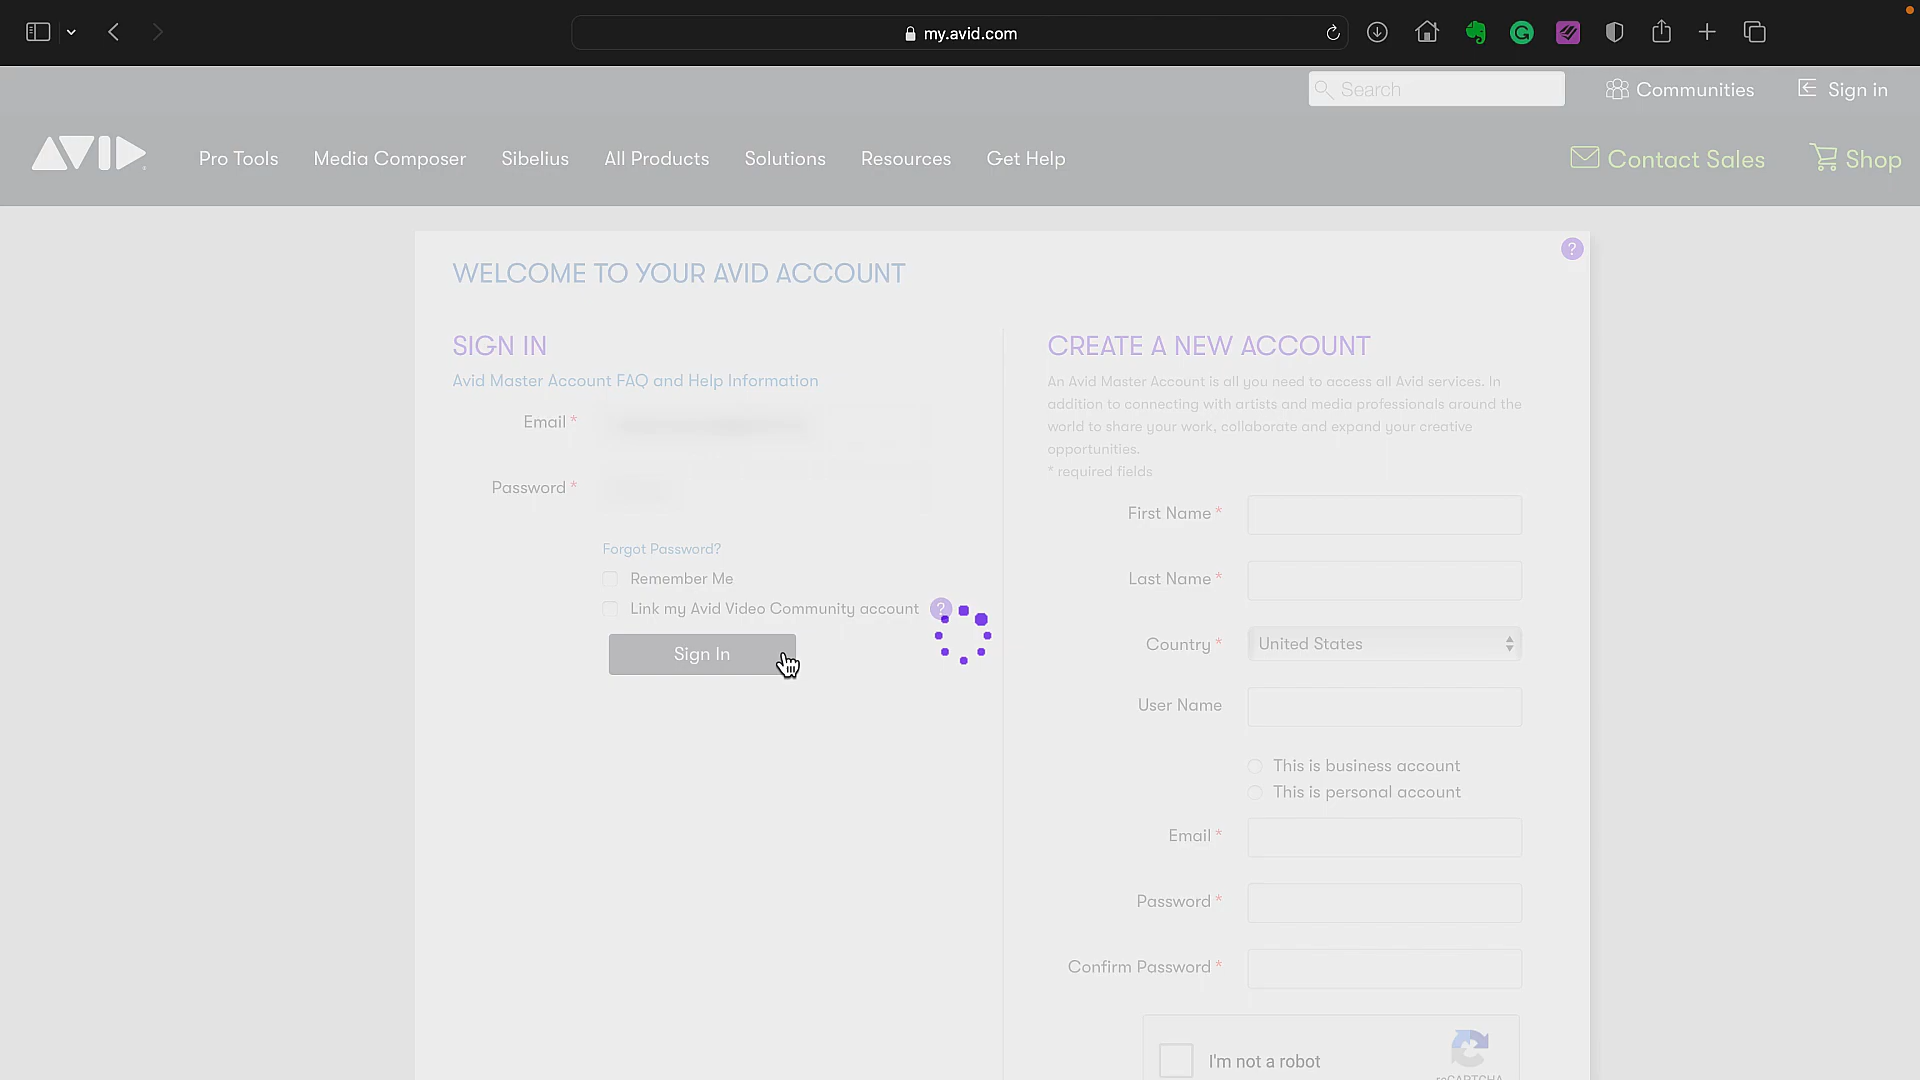 my.avid.com
Search
Communities
Sign in
AVID
Pro Tools
Media Composer
Sibelius
All Products
Solutions
Resources
Get Help
Contact Sales
Shop
?
WELCOME TO YOUR AVID ACCOUNT
SIGN IN
Avid Master Account FAQ and Help Information
Email *
Password *
Forgot Password?
Remember Me
Link my Avid Video Community account
?
Sign In
CREATE A NEW ACCOUNT
An Avid Master Account is all you need to access all Avid services. In
addition to connecting with artists and media professionals around the
world to share your work, collaborate and expand your creative
opportunities.
* required fields
First Name *
Last Name *
Country *
United States
User Name
This is business account
This is personal account
Email *
Password *
Confirm Password *
I'm not a robot
reCAPTCHA